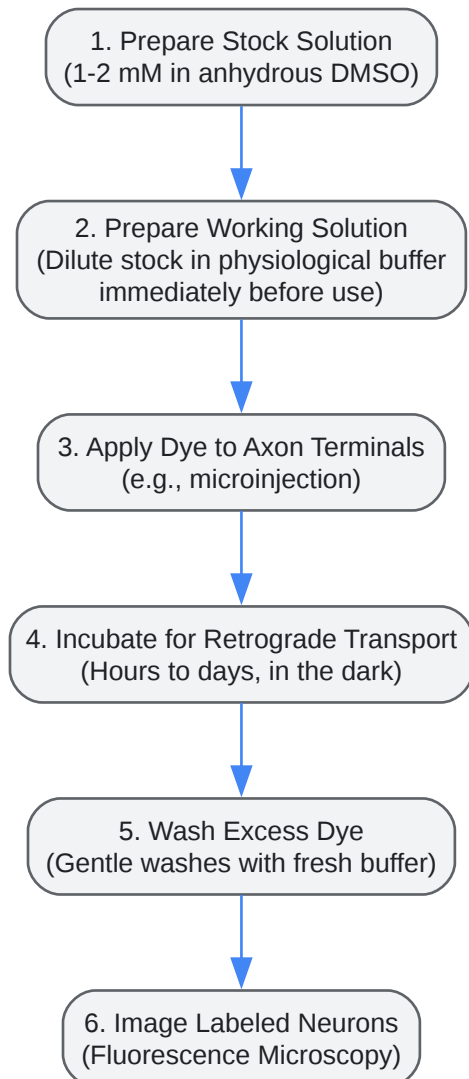 1. Prepare Stock Solution
(1-2 mM in anhydrous DMSO)
2. Prepare Working Solution
(Dilute stock in physiological buffer
immediately before use)
3. Apply Dye to Axon Terminals
(e.g., microinjection)
4. Incubate for Retrograde Transport
(Hours to days, in the dark)
5. Wash Excess Dye
(Gentle washes with fresh buffer)
6. Image Labeled Neurons
(Fluorescence Microscopy)